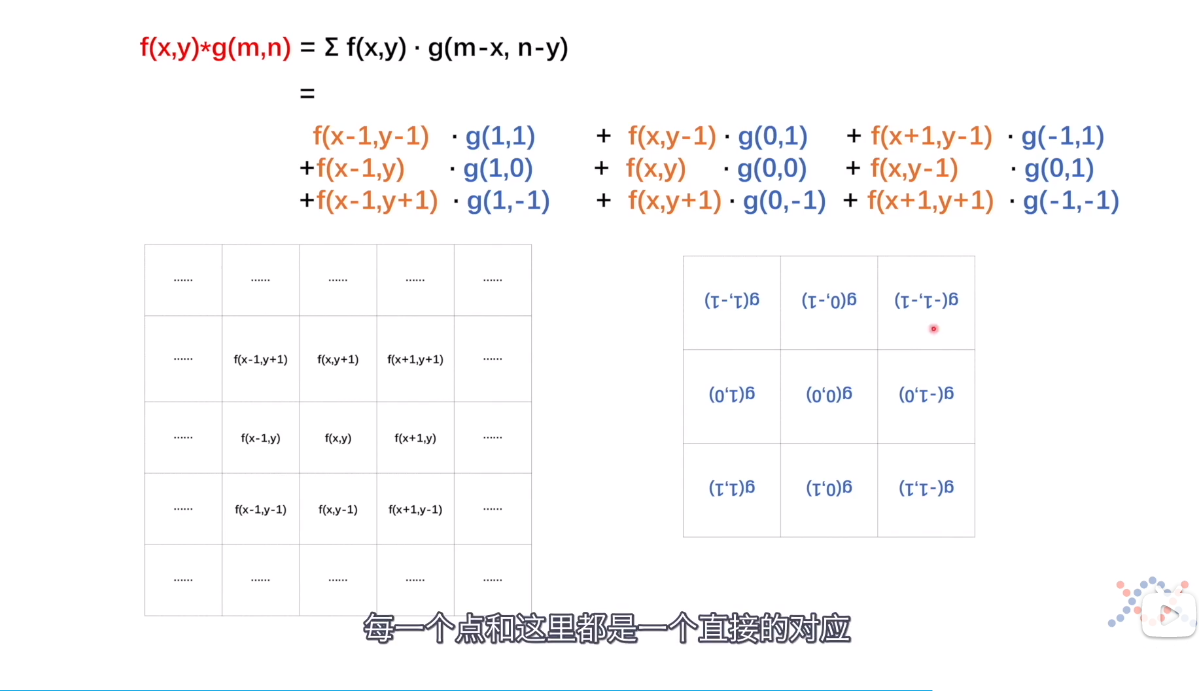 f(x,y)*g(m,n) = Σ f(x,y) · g(m-x, n-y)
=
f(x-1,y-1) · g(1,1) + f(x,y-1) · g(0,1) + f(x+1,y-1) · g(-1,1)
+f(x-1,y) · g(1,0) + f(x,y) · g(0,0) + f(x,y-1) · g(0,1)
+f(x-1,y+1) · g(1,-1) + f(x,y+1) · g(0,-1) + f(x+1,y+1) · g(-1,-1)
...... ...... ...... ...... ......
...... f(x-1,y+1) f(x,y+1) f(x+1,y+1) ......
...... f(x-1,y) f(x,y) f(x+1,y) ......
...... f(x-1,y-1) f(x,y-1) f(x+1,y-1) ......
...... ...... ...... ...... ......
g(1,-1) g(0,-1) g(-1,-1)
g(1,0) g(0,0) g(-1,0)
g(1,1) g(0,1) g(-1,1)
每一个点和这里都是一个直接的对应